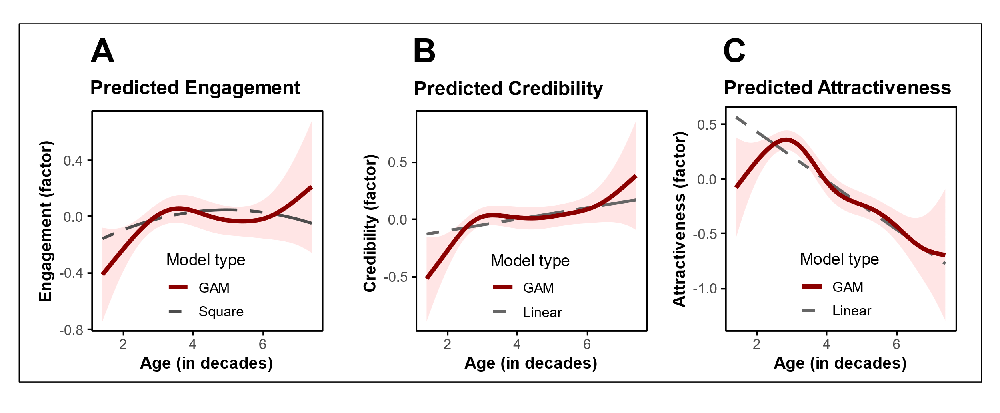 A
Predicted Engagement
Engagement (factor)
0.4
0.0
-0.4
-0.8
Model type
GAM
Square
2 4 6
Age (in decades)
B
Predicted Credibility
Credibility (factor)
0.5
0.0
-0.5
Model type
GAM
Linear
2 4 6
Age (in decades)
C
Predicted Attractiveness
Attractiveness (factor)
0.5
0.0
-0.5
-1.0
Model type
GAM
Linear
2 4 6
Age (in decades)